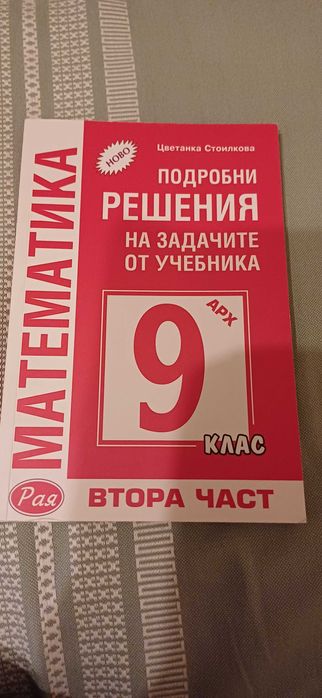 НОВО
Цветанка Стоилкова
ПОДРОБНИ
РЕШЕНИЯ
НА ЗАДАЧИТЕ
ОТ УЧЕБНИКА
АРХ
9
КЛАС
МАТЕМАТИКА
Рая
ВТОРА ЧАСТ